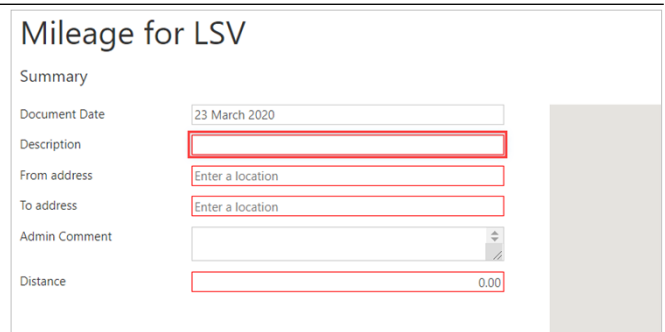 Mileage for LSV
Summary
Document Date 23 March 2020
Description
From address Enter a location
To address Enter a location
Admin Comment
Distance 0.00